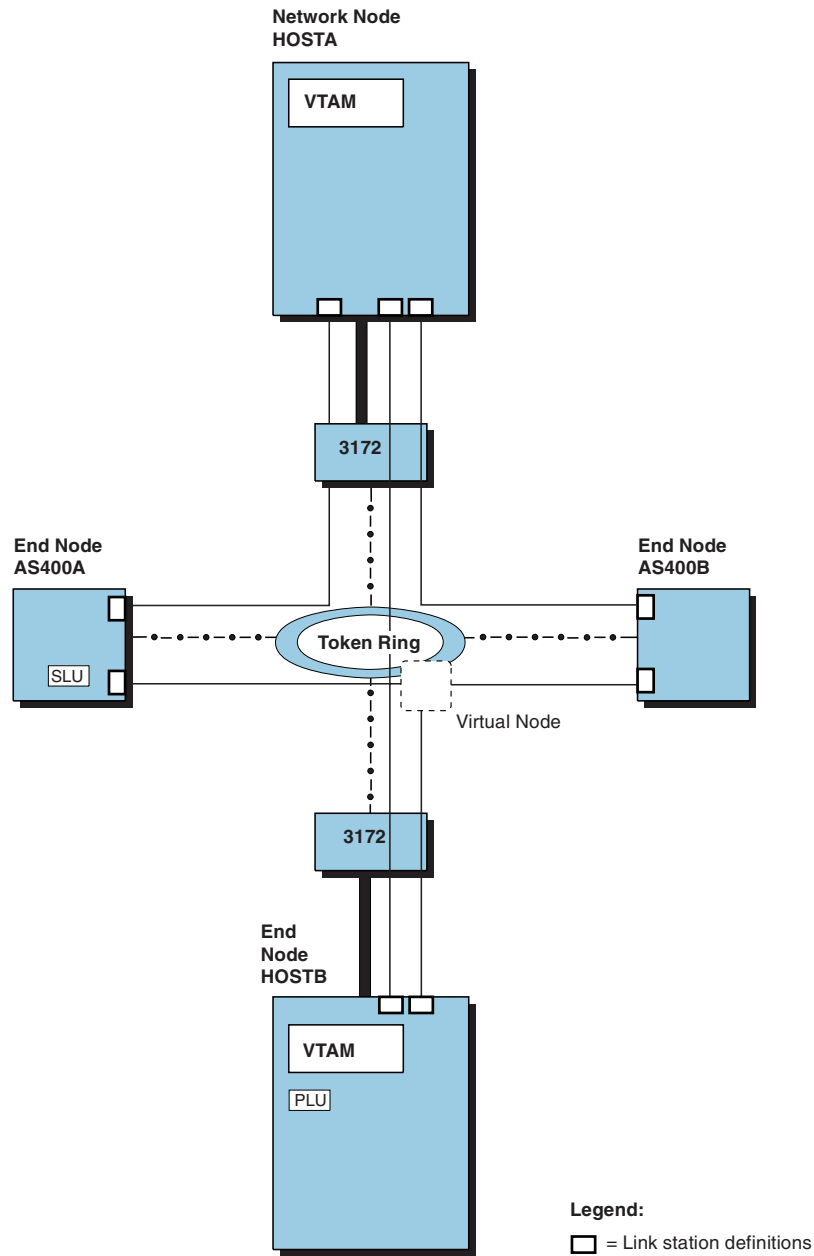 Network Node
HOSTA
VTAM
3172
End Node
AS400A
SLU
End Node
AS400B
Token Ring
Virtual Node
3172
End
Node
HOSTB
VTAM
PLU
Legend:
= Link station definitions